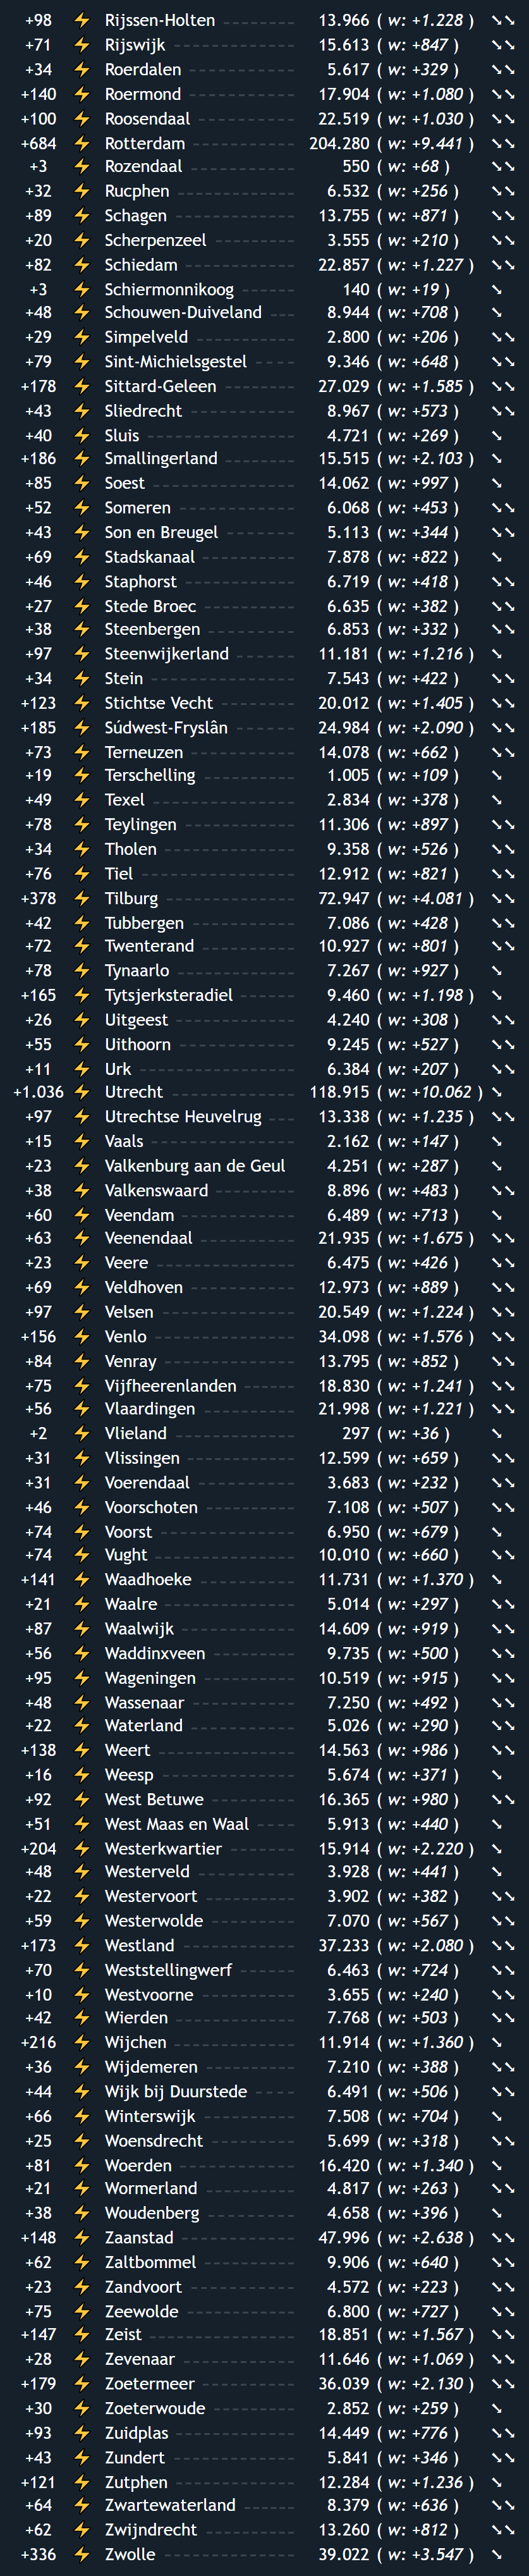 +98 ⚡ Rijssen-Holten 13.966 ( w: +1.228 ) ↘↘
+71 ⚡ Rijswijk 15.613 ( w: +847 ) ↘↘
+34 ⚡ Roerdalen 5.617 ( w: +329 ) ↘↘
+140 ⚡ Roermond 17.904 ( w: +1.080 ) ↘↘
+100 ⚡ Roosendaal 22.519 ( w: +1.030 ) ↘↘
+684 ⚡ Rotterdam 204.280 ( w: +9.441 ) ↘↘
+3 ⚡ Rozendaal 550 ( w: +68 ) ↘↘
+32 ⚡ Rucphen 6.532 ( w: +256 ) ↘↘
+89 ⚡ Schagen 13.755 ( w: +871 ) ↘↘
+20 ⚡ Scherpenzeel 3.555 ( w: +210 ) ↘↘
+82 ⚡ Schiedam 22.857 ( w: +1.227 ) ↘↘
+3 ⚡ Schiermonnikoog 140 ( w: +19 ) ↘
+48 ⚡ Schouwen-Duiveland 8.944 ( w: +708 ) ↘↘
+29 ⚡ Simpelveld 2.800 ( w: +206 ) ↘↘
+79 ⚡ Sint-Michielsgestel 9.346 ( w: +648 ) ↘↘
+178 ⚡ Sittard-Geleen 27.029 ( w: +1.585 ) ↘↘
+43 ⚡ Sliedrecht 8.967 ( w: +573 ) ↘↘
+40 ⚡ Sluis 4.721 ( w: +269 ) ↘
+186 ⚡ Smallingerland 15.515 ( w: +2.103 ) ↘↘
+85 ⚡ Soest 14.062 ( w: +997 ) ↘↘
+52 ⚡ Someren 6.068 ( w: +453 ) ↘↘
+43 ⚡ Son en Breugel 5.113 ( w: +344 ) ↘↘
+69 ⚡ Stadskanaal 7.878 ( w: +822 ) ↘
+46 ⚡ Staphorst 6.719 ( w: +418 ) ↘↘
+27 ⚡ Stede Broec 6.635 ( w: +382 ) ↘↘
+38 ⚡ Steenbergen 6.853 ( w: +332 ) ↘↘
+97 ⚡ Steenwijkerland 11.181 ( w: +1.216 ) ↘
+34 ⚡ Stein 7.543 ( w: +422 ) ↘↘
+123 ⚡ Stichtse Vecht 20.012 ( w: +1.405 ) ↘↘
+185 ⚡ Súdwest-Fryslân 24.984 ( w: +2.090 ) ↘↘
+73 ⚡ Terneuzen 14.078 ( w: +662 ) ↘↘
+19 ⚡ Terschelling 1.005 ( w: +109 ) ↘
+49 ⚡ Texel 2.834 ( w: +378 ) ↘
+78 ⚡ Teylingen 11.306 ( w: +897 ) ↘↘
+34 ⚡ Tholen 9.358 ( w: +526 ) ↘↘
+76 ⚡ Tiel 12.912 ( w: +821 ) ↘↘
+378 ⚡ Tilburg 72.947 ( w: +4.081 ) ↘↘
+42 ⚡ Tubbergen 7.086 ( w: +428 ) ↘↘
+72 ⚡ Twenterand 10.927 ( w: +801 ) ↘↘
+78 ⚡ Tynaarlo 7.267 ( w: +927 ) ↘
+165 ⚡ Tytsjerksteradiel 9.460 ( w: +1.198 ) ↘
+26 ⚡ Uitgeest 4.240 ( w: +308 ) ↘↘
+55 ⚡ Uithoorn 9.245 ( w: +527 ) ↘↘
+11 ⚡ Urk 6.384 ( w: +207 ) ↘↘
+1.036 ⚡ Utrecht 118.915 ( w: +10.062 ) ↘
+97 ⚡ Utrechtse Heuvelrug 13.338 ( w: +1.235 ) ↘↘
+15 ⚡ Vaals 2.162 ( w: +147 ) ↘
+23 ⚡ Valkenburg aan de Geul 4.251 ( w: +287 ) ↘
+38 ⚡ Valkenswaard 8.896 ( w: +483 ) ↘↘
+60 ⚡ Veendam 6.489 ( w: +713 ) ↘
+63 ⚡ Veenendaal 21.935 ( w: +1.675 ) ↘↘
+23 ⚡ Veere 6.475 ( w: +426 ) ↘
+69 ⚡ Veldhoven 12.973 ( w: +889 ) ↘↘
+97 ⚡ Velsen 20.549 ( w: +1.224 ) ↘↘
+156 ⚡ Venlo 34.098 ( w: +1.576 ) ↘↘
+84 ⚡ Venray 13.795 ( w: +852 ) ↘↘
+75 ⚡ Vijfheerenlanden 18.830 ( w: +1.241 ) ↘↘
+56 ⚡ Vlaardingen 21.998 ( w: +1.221 ) ↘↘
+2 ⚡ Vlieland 297 ( w: +36 ) ↘
+31 ⚡ Vlissingen 12.599 ( w: +659 ) ↘↘
+31 ⚡ Voerendaal 3.683 ( w: +232 ) ↘↘
+46 ⚡ Voorschoten 7.108 ( w: +507 ) ↘↘
+74 ⚡ Voorst 6.950 ( w: +679 ) ↘
+74 ⚡ Vught 10.010 ( w: +660 ) ↘↘
+141 ⚡ Waadhoeke 11.731 ( w: +1.370 ) ↘
+21 ⚡ Waalre 5.014 ( w: +297 ) ↘↘
+87 ⚡ Waalwijk 14.609 ( w: +919 ) ↘↘
+56 ⚡ Waddinxveen 9.735 ( w: +500 ) ↘↘
+95 ⚡ Wageningen 10.519 ( w: +915 ) ↘↘
+48 ⚡ Wassenaar 7.250 ( w: +492 ) ↘↘
+22 ⚡ Waterland 5.026 ( w: +290 ) ↘↘
+138 ⚡ Weert 14.563 ( w: +986 ) ↘↘
+16 ⚡ Weesp 5.674 ( w: +371 ) ↘
+92 ⚡ West Betuwe 16.365 ( w: +980 ) ↘↘
+51 ⚡ West Maas en Waal 5.913 ( w: +440 ) ↘
+204 ⚡ Westerkwartier 15.914 ( w: +2.220 ) ↘
+48 ⚡ Westerveld 3.928 ( w: +441 ) ↘
+22 ⚡ Westervoort 3.902 ( w: +382 ) ↘↘
+59 ⚡ Westerwolde 7.070 ( w: +567 ) ↘↘
+173 ⚡ Westland 37.233 ( w: +2.080 ) ↘↘
+70 ⚡ Weststellingwerf 6.463 ( w: +724 ) ↘
+10 ⚡ Westvoorne 3.655 ( w: +240 ) ↘↘
+42 ⚡ Wierden 7.768 ( w: +503 ) ↘↘
+216 ⚡ Wijchen 11.914 ( w: +1.360 ) ↘
+36 ⚡ Wijdemeren 7.210 ( w: +388 ) ↘↘
+44 ⚡ Wijk bij Duurstede 6.491 ( w: +506 ) ↘↘
+66 ⚡ Winterswijk 7.508 ( w: +704 ) ↘
+25 ⚡ Woensdrecht 5.699 ( w: +318 ) ↘↘
+81 ⚡ Woerden 16.420 ( w: +1.340 ) ↘
+21 ⚡ Wormerland 4.817 ( w: +263 ) ↘↘
+38 ⚡ Woudenberg 4.658 ( w: +396 ) ↘
+148 ⚡ Zaanstad 47.996 ( w: +2.638 ) ↘↘
+62 ⚡ Zaltbommel 9.906 ( w: +640 ) ↘↘
+23 ⚡ Zandvoort 4.572 ( w: +223 ) ↘↘
+75 ⚡ Zeewolde 6.800 ( w: +727 ) ↘
+147 ⚡ Zeist 18.851 ( w: +1.567 ) ↘↘
+28 ⚡ Zevenaar 11.646 ( w: +1.069 ) ↘↘
+179 ⚡ Zoetermeer 36.039 ( w: +2.130 ) ↘↘
+30 ⚡ Zoeterwoude 2.852 ( w: +259 ) ↘
+93 ⚡ Zuidplas 14.449 ( w: +776 ) ↘↘
+43 ⚡ Zundert 5.841 ( w: +346 ) ↘↘
+121 ⚡ Zutphen 12.284 ( w: +1.236 ) ↘
+64 ⚡ Zwartewaterland 8.379 ( w: +636 ) ↘↘
+62 ⚡ Zwijndrecht 13.260 ( w: +812 ) ↘↘
+336 ⚡ Zwolle 39.022 ( w: +3.547 ) ↘